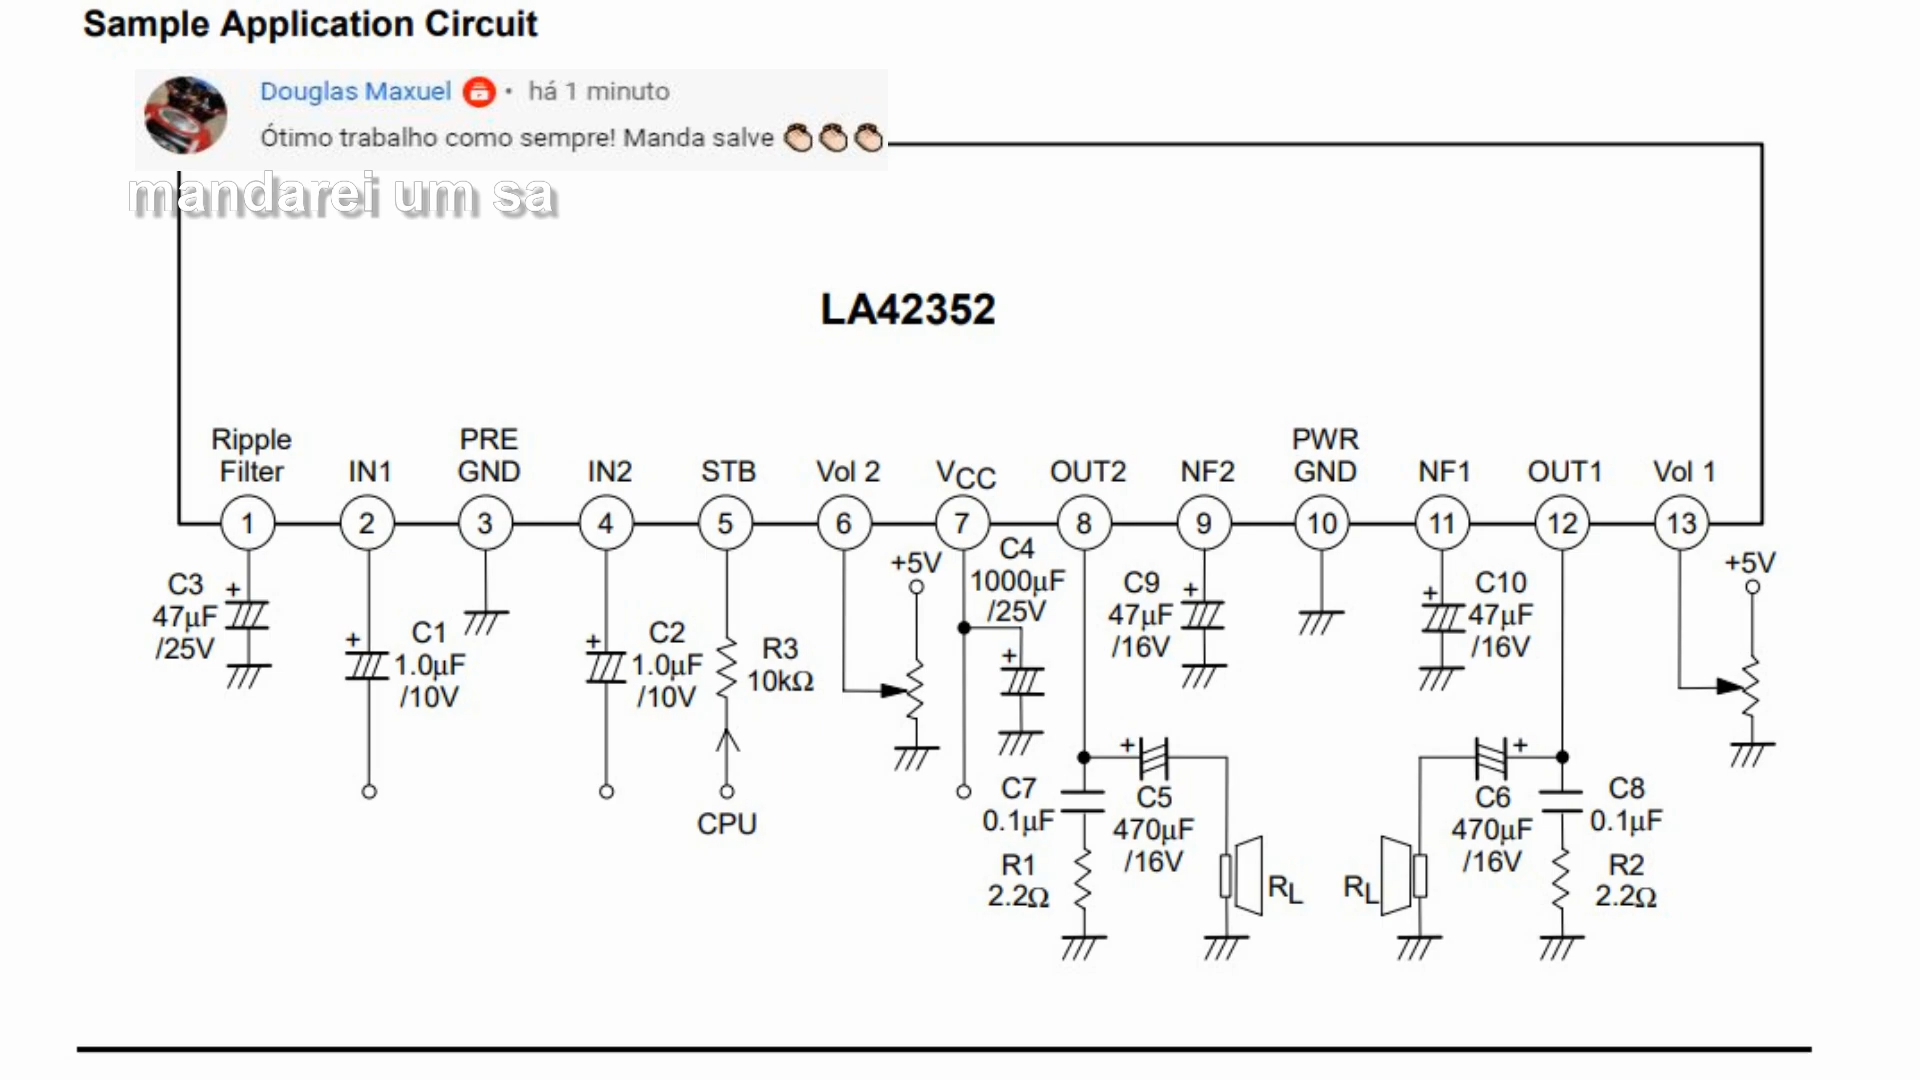 Sample Application Circuit
Douglas Maxuel • há 1 minuto
Ótimo trabalho como sempre! Manda salve
mandarei um sa
LA42352
Ripple Filter
IN1
PRE GND
IN2
STB
Vol 2
VCC
OUT2
NF2
PWR GND
NF1
OUT1
Vol 1
1 2 3 4 5 6 7 8 9 10 11 12 13
C3
47µF
/25V
+
+
C1
1.0µF
/10V
+
C2
1.0µF
/10V
R3
10kΩ
CPU
+5V
C4
1000µF
/25V
+
C9
47µF
/16V
+
+
C10
47µF
/16V
+5V
C7
0.1µF
R1
2.2Ω
+
C5
470µF
/16V
RL
RL
+
C6
470µF
/16V
C8
0.1µF
R2
2.2Ω